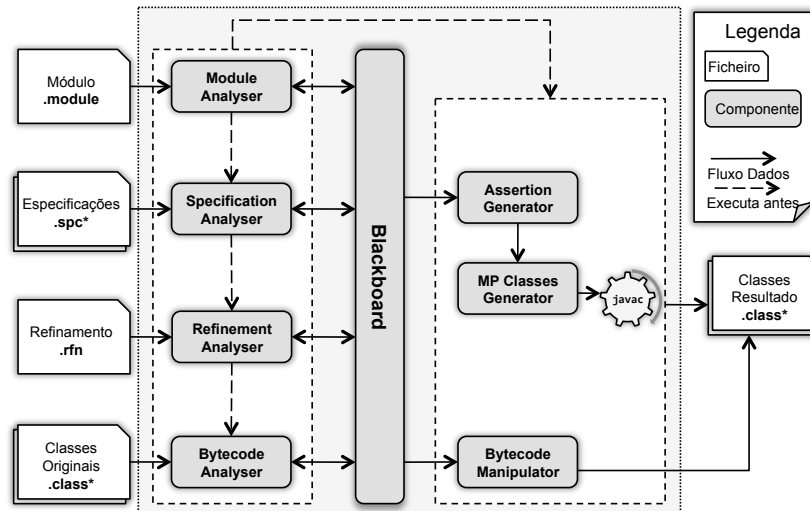 Módulo
.module
Especificações
.spc*
Refinamento
.rfn
Classes
Originais
.class*
Module
Analyser
Specification
Analyser
Refinement
Analyser
Bytecode
Analyser
Blackboard
Assertion
Generator
MP Classes
Generator
javac
Bytecode
Manipulator
Legenda
Ficheiro
Componente
Fluxo Dados
Executa antes
Classes
Resultado
.class*